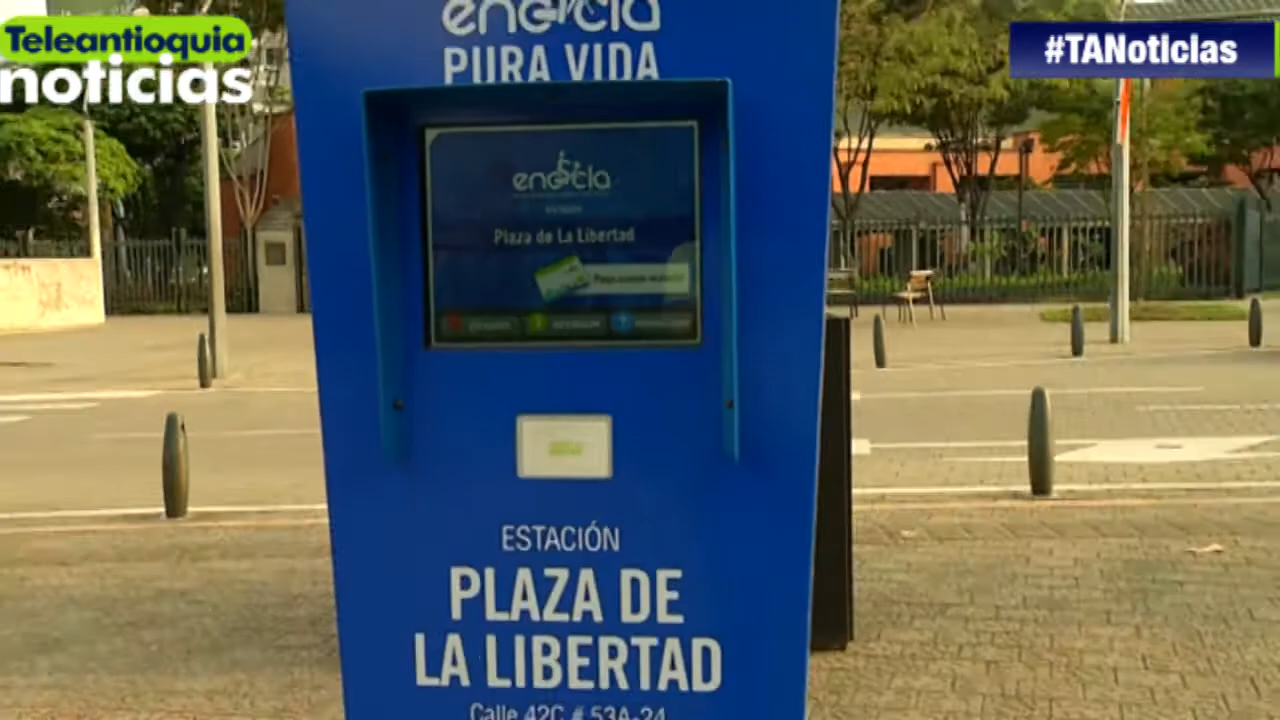 Teleantioquia
noticias
#TANoticias
encicla
PURA VIDA
encicla
Plaza de La Libertad
ESTACIÓN
PLAZA DE
LA LIBERTAD
Calle 42C # 53A-24